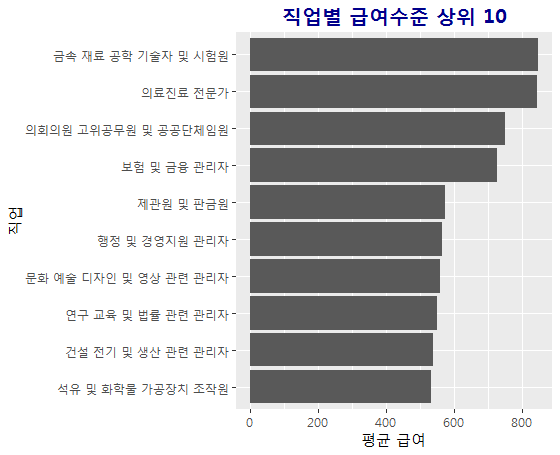 직업별 급여수준 상위 10
금속 재료 공학 기술자 및 시험원
의료진료 전문가
의회의원 고위공무원 및 공공단체임원
보험 및 금융 관리자
제관원 및 판금원
행정 및 경영지원 관리자
문화 예술 디자인 및 영상 관련 관리자
연구 교육 및 법률 관련 관리자
건설 전기 및 생산 관련 관리자
석유 및 화학물 가공장치 조작원
직업
0 200 400 600 800
평균 급여